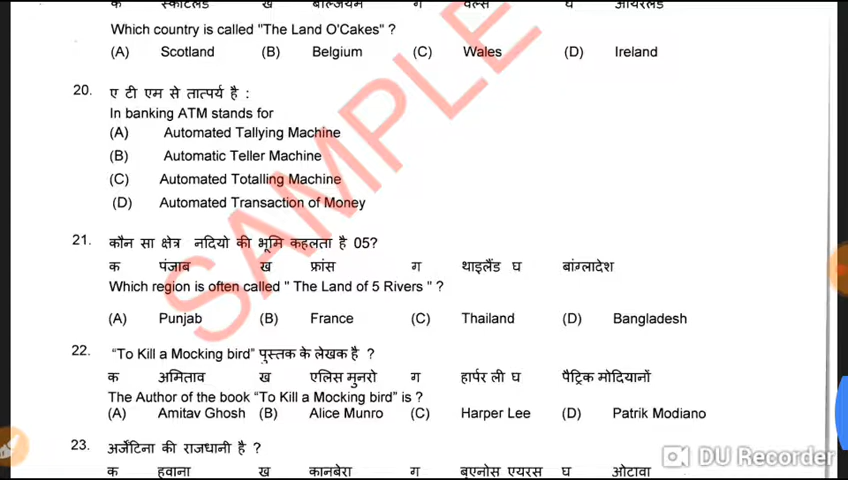 क स्कॉटलैंड ख बेल्जियम ग वेल्स घ आयरलैंड
Which country is called "The Land O'Cakes" ?
(A) Scotland (B) Belgium (C) Wales (D) Ireland
20. ए टी एम से तात्पर्य है :
In banking ATM stands for
(A) Automated Tallying Machine
(B) Automatic Teller Machine
(C) Automated Totalling Machine
(D) Automated Transaction of Money
21. कौन सा क्षेत्र नदियो की भूमि कहलता है 05?
क पंजाब ख फ्रांस ग थाइलैंड घ बांग्लादेश
Which region is often called " The Land of 5 Rivers " ?
(A) Punjab (B) France (C) Thailand (D) Bangladesh
22. “To Kill a Mocking bird” पुस्तक के लेखक है ?
क अमिताव ख एलिस मुनरो ग हार्पर ली घ पैट्रिक मोदियानों
The Author of the book “To Kill a Mocking bird” is ?
(A) Amitav Ghosh (B) Alice Munro (C) Harper Lee (D) Patrik Modiano
23. अर्जेंटिना की राजधानी है ?
क हवाना ख कानबेरा ग बुएनोस एयरस घ ओटावा
SAMPLE
DU Recorder